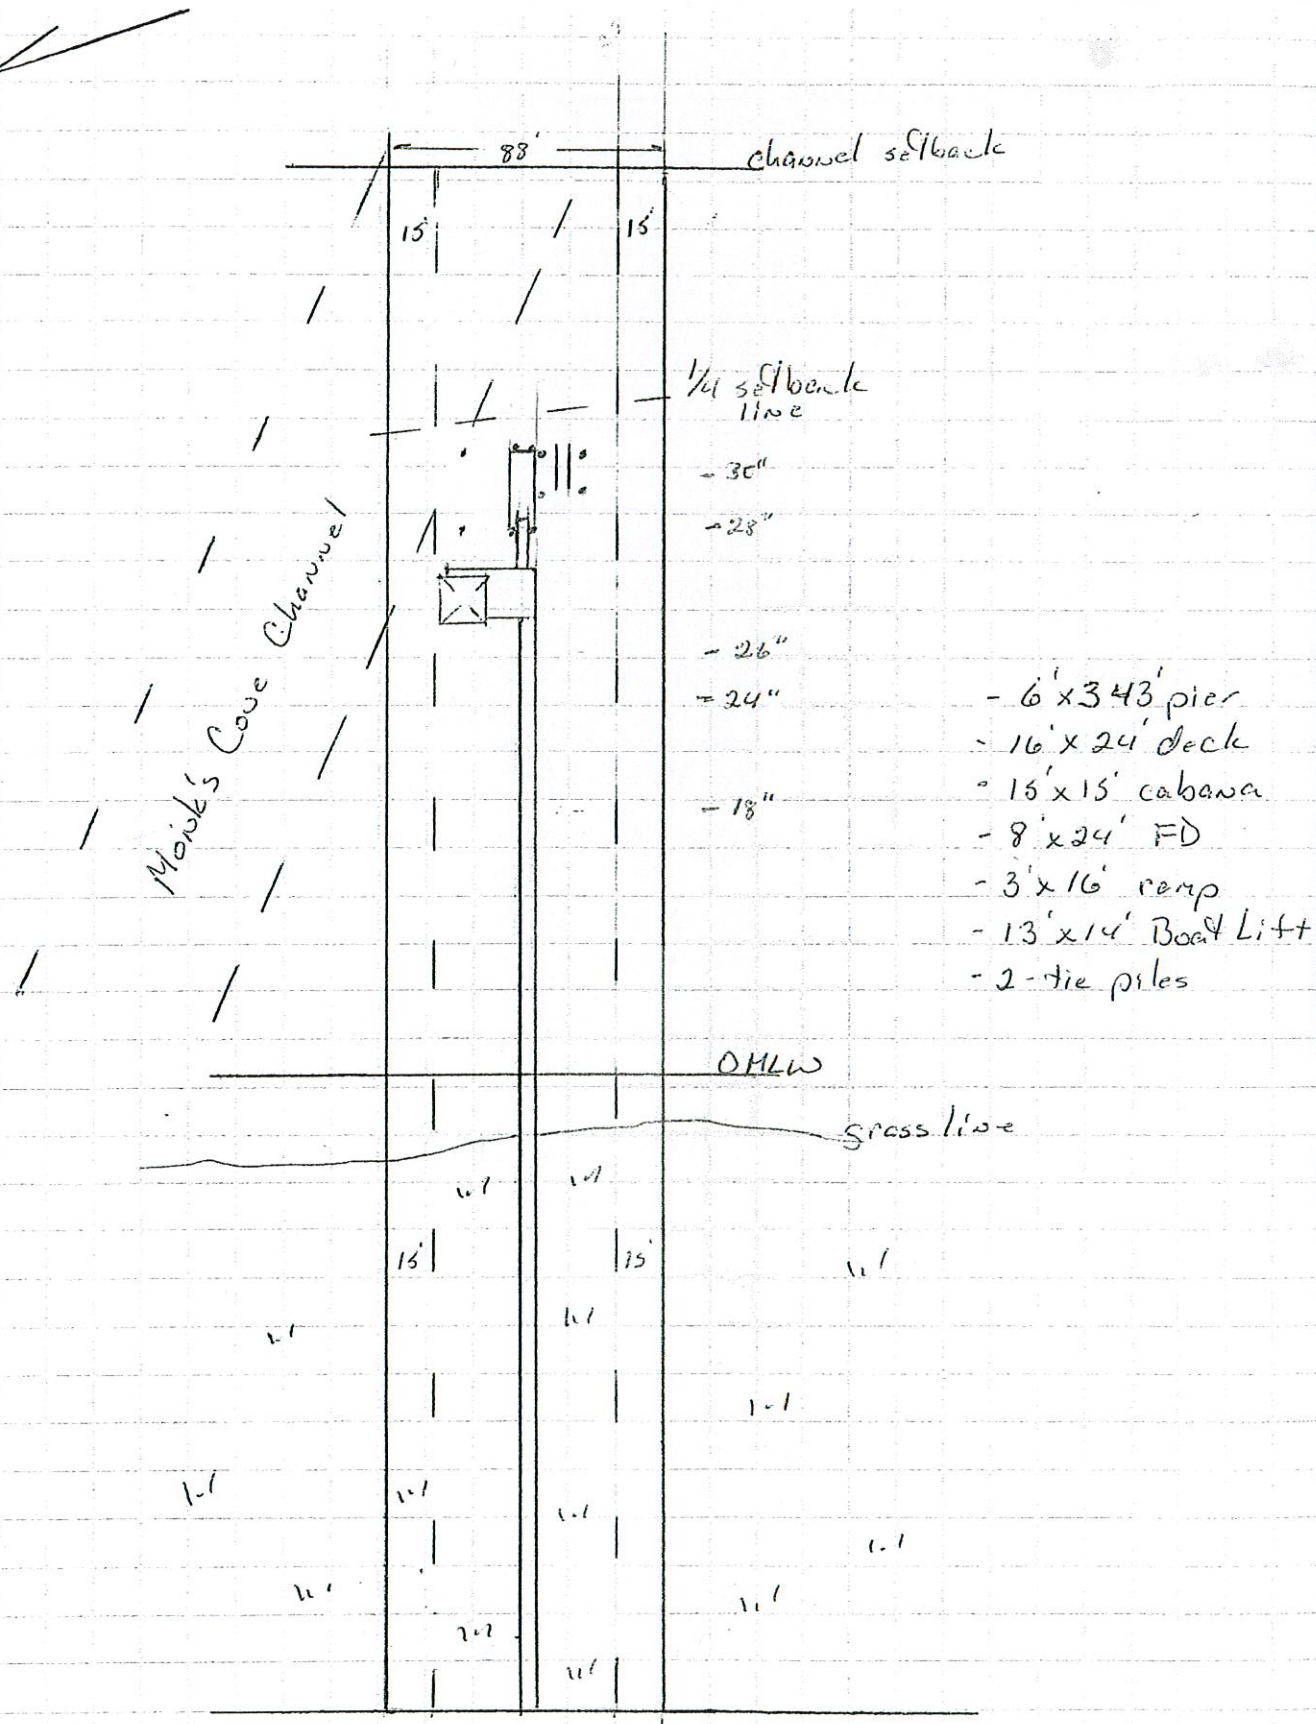 88'
channel setback
15'
15'
1/4 setback
line
- 30"
- 28"
- 26"
- 24"
- 18"
Monk's Cove Channel
- 6'x343' pier
- 16'x24' deck
- 15'x15' cabana
- 8'x24' FD
- 3'x16' ramp
- 13'x14' Boat Lift
- 2-tie piles
OMLW
grass line
15'
15'